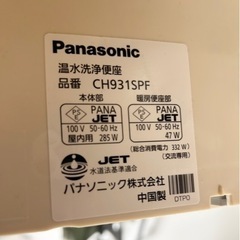 Panasonic
温水洗浄便座
品番 CH931SPF
本体部 暖房便座部
PS E PANA JET PS E PANA JET
100 V 50-60 Hz 100 V 50-60 Hz
屋内用 285 W 47 W
(総合消費電力 332 W)
(交流専用)
JET
水道法基準適合
パナソニック株式会社
中国製
DTP0